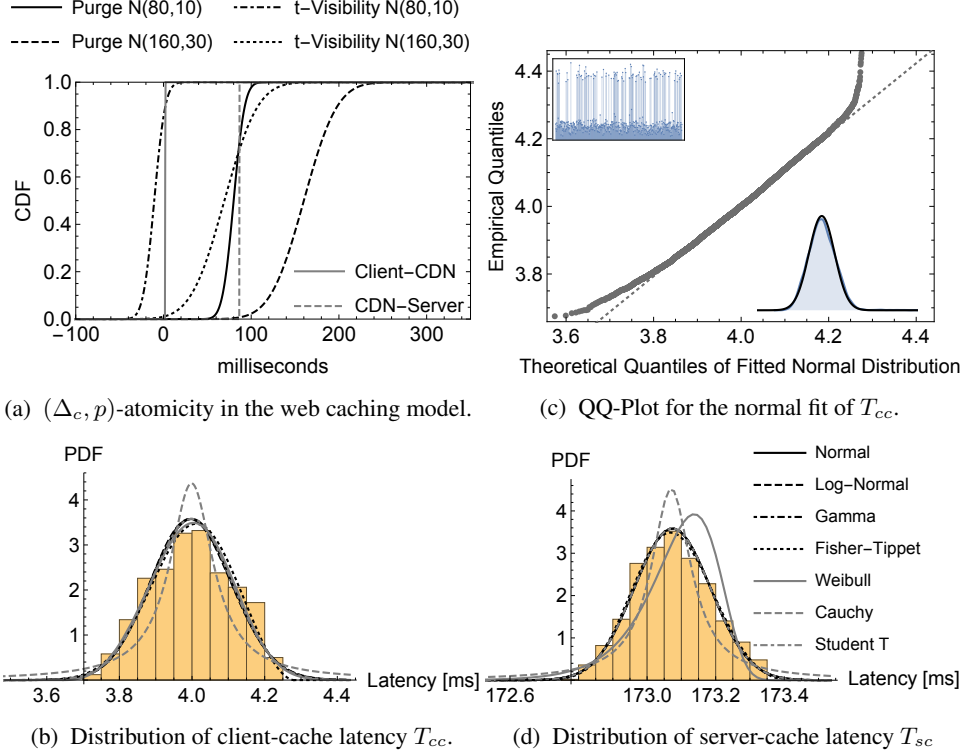 Purge N(80,10)
t-Visibility N(80,10)
Purge N(160,30)
t-Visibility N(160,30)
CDF
1.0
0.8
0.6
0.4
0.2
0.0
Client-CDN
CDN-Server
-100 0 100 200 300
milliseconds
(a) (Δc, p)-atomicity in the web caching model.
Empirical Quantiles
4.4
4.2
4.0
3.8
3.6 3.8 4.0 4.2 4.4
Theoretical Quantiles of Fitted Normal Distribution
(c) QQ-Plot for the normal fit of Tcc.
PDF
4
3
2
1
3.6 3.8 4.0 4.2 4.4
Latency [ms]
(b) Distribution of client-cache latency Tcc.
PDF
4
3
2
1
172.6 173.0 173.2 173.4
Latency [ms]
Normal
Log-Normal
Gamma
Fisher-Tippet
Weibull
Cauchy
Student T
(d) Distribution of server-cache latency Tsc